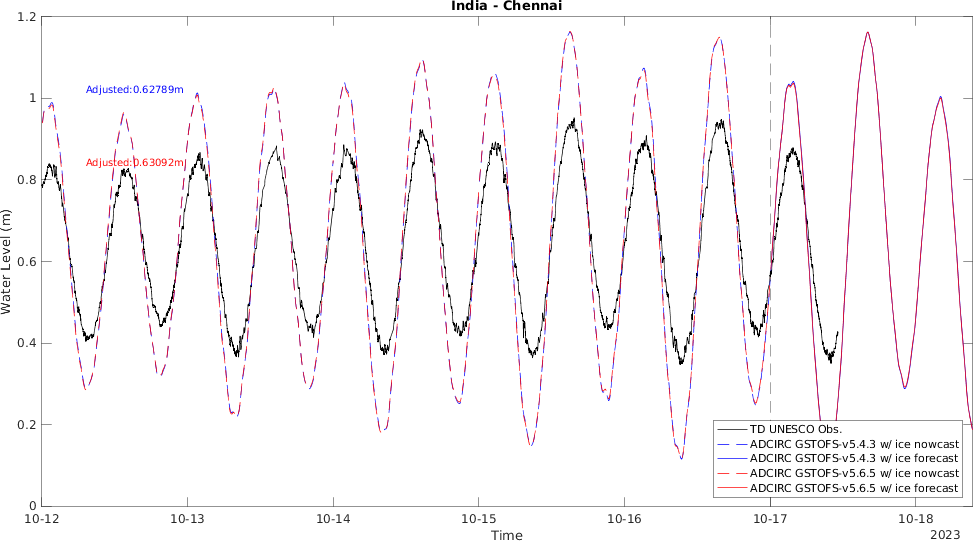 India - Chennai
1.2
1
0.8
0.6
0.4
0.2
0
Water Level (m)
Adjusted:0.62789m
Adjusted:0.63092m
TD UNESCO Obs.
ADCIRC GSTOFS-v5.4.3 w/ ice nowcast
ADCIRC GSTOFS-v5.4.3 w/ ice forecast
ADCIRC GSTOFS-v5.6.5 w/ ice nowcast
ADCIRC GSTOFS-v5.6.5 w/ ice forecast
10-12 10-13 10-14 10-15 10-16 10-17 10-18
Time
2023